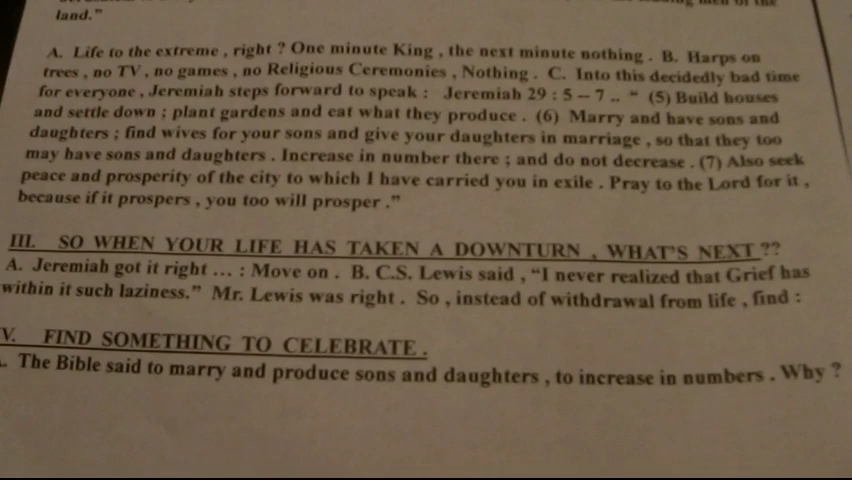 men of the
land.”
A. Life to the extreme , right ? One minute King , the next minute nothing . B. Harps on
trees , no TV , no games , no Religious Ceremonies , Nothing . C. Into this decidedly bad time
for everyone , Jeremiah steps forward to speak : Jeremiah 29 : 5 – 7 .. “ (5) Build houses
and settle down ; plant gardens and eat what they produce . (6) Marry and have sons and
daughters ; find wives for your sons and give your daughters in marriage , so that they too
may have sons and daughters . Increase in number there ; and do not decrease . (7) Also seek
peace and prosperity of the city to which I have carried you in exile . Pray to the Lord for it ,
because if it prospers , you too will prosper .”
III. SO WHEN YOUR LIFE HAS TAKEN A DOWNTURN , WHAT’S NEXT ??
A. Jeremiah got it right ... : Move on . B. C.S. Lewis said , “I never realized that Grief has
within it such laziness.” Mr. Lewis was right . So , instead of withdrawal from life , find :
V. FIND SOMETHING TO CELEBRATE .
. The Bible said to marry and produce sons and daughters , to increase in numbers . Why ?